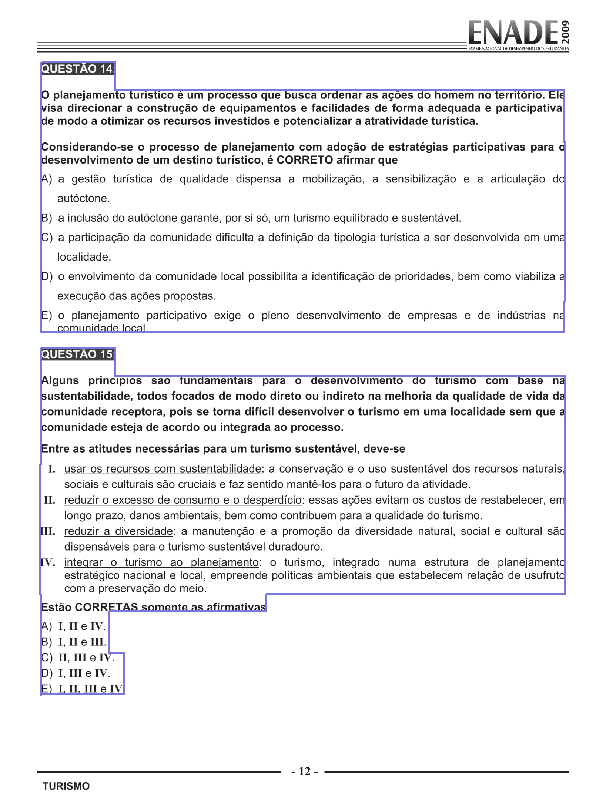 ENADE 2009
EXAME NACIONAL DE DESEMPENHO DOS ESTUDANTES
QUESTÃO 14
O planejamento turístico é um processo que busca ordenar as ações do homem no território. Ele
visa direcionar a construção de equipamentos e facilidades de forma adequada e participativa
de modo a otimizar os recursos investidos e potencializar a atratividade turística.
Considerando-se o processo de planejamento com adoção de estratégias participativas para o
desenvolvimento de um destino turístico, é CORRETO afirmar que
A) a gestão turística de qualidade dispensa a mobilização, a sensibilização e a articulação do
autóctone.
B) a inclusão do autóctone garante, por si só, um turismo equilibrado e sustentável.
C) a participação da comunidade dificulta a definição da tipologia turística a ser desenvolvida em uma
localidade.
D) o envolvimento da comunidade local possibilita a identificação de prioridades, bem como viabiliza a
execução das ações propostas.
E) o planejamento participativo exige o pleno desenvolvimento de empresas e de indústrias na
comunidade local
QUESTÃO 15
Alguns princípios são fundamentais para o desenvolvimento do turismo com base na
sustentabilidade, todos focados de modo direto ou indireto na melhoria da qualidade de vida da
comunidade receptora, pois se torna difícil desenvolver o turismo em uma localidade sem que a
comunidade esteja de acordo ou integrada ao processo.
Entre as atitudes necessárias para um turismo sustentável, deve-se
I. usar os recursos com sustentabilidade: a conservação e o uso sustentável dos recursos naturais,
sociais e culturais são cruciais e faz sentido mantê-los para o futuro da atividade.
II. reduzir o excesso de consumo e o desperdício: essas ações evitam os custos de restabelecer, em
longo prazo, danos ambientais, bem como contribuem para a qualidade do turismo.
III. reduzir a diversidade: a manutenção e a promoção da diversidade natural, social e cultural são
dispensáveis para o turismo sustentável duradouro.
IV. integrar o turismo ao planejamento: o turismo, integrado numa estrutura de planejamento
estratégico nacional e local, empreende políticas ambientais que estabelecem relação de usufruto
com a preservação do meio.
Estão CORRETAS somente as afirmativas
A) I, II e IV.
B) I, II e III.
C) II, III e IV.
D) I, III e IV.
E) I, II, III e IV
- 12 -
TURISMO